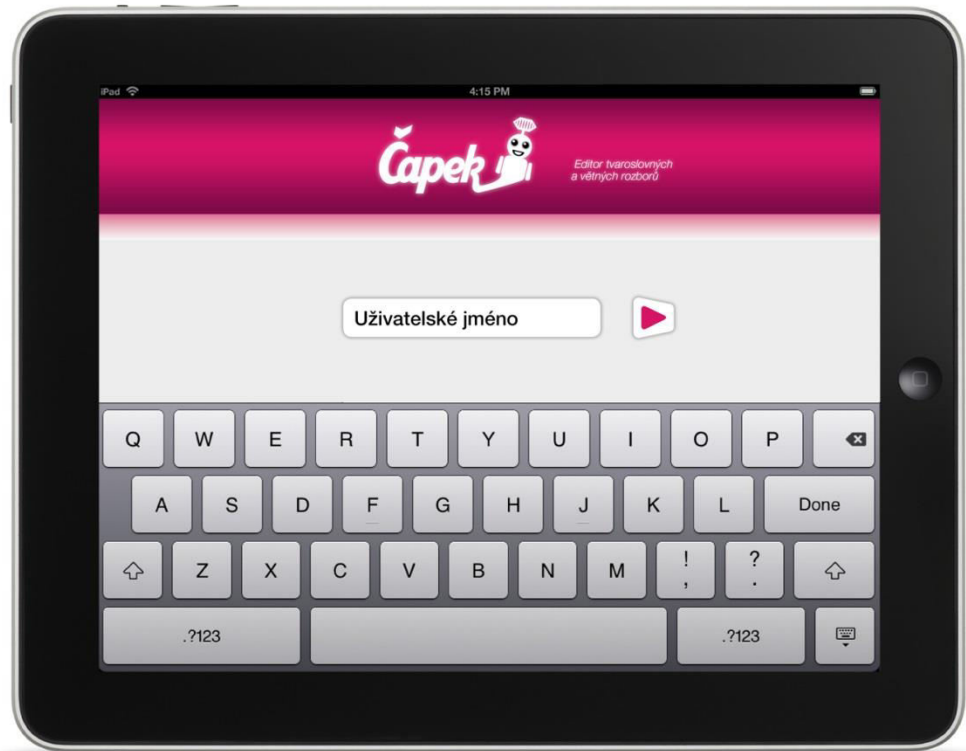 iPad
4:15 PM
Čapek
Editor tvaroslovných
a větných rozborů
Uživatelské jméno
Q W E R T Y U I O P
A S D F G H J K L Done
Z X C V B N M ! , ? .
.?123 .?123